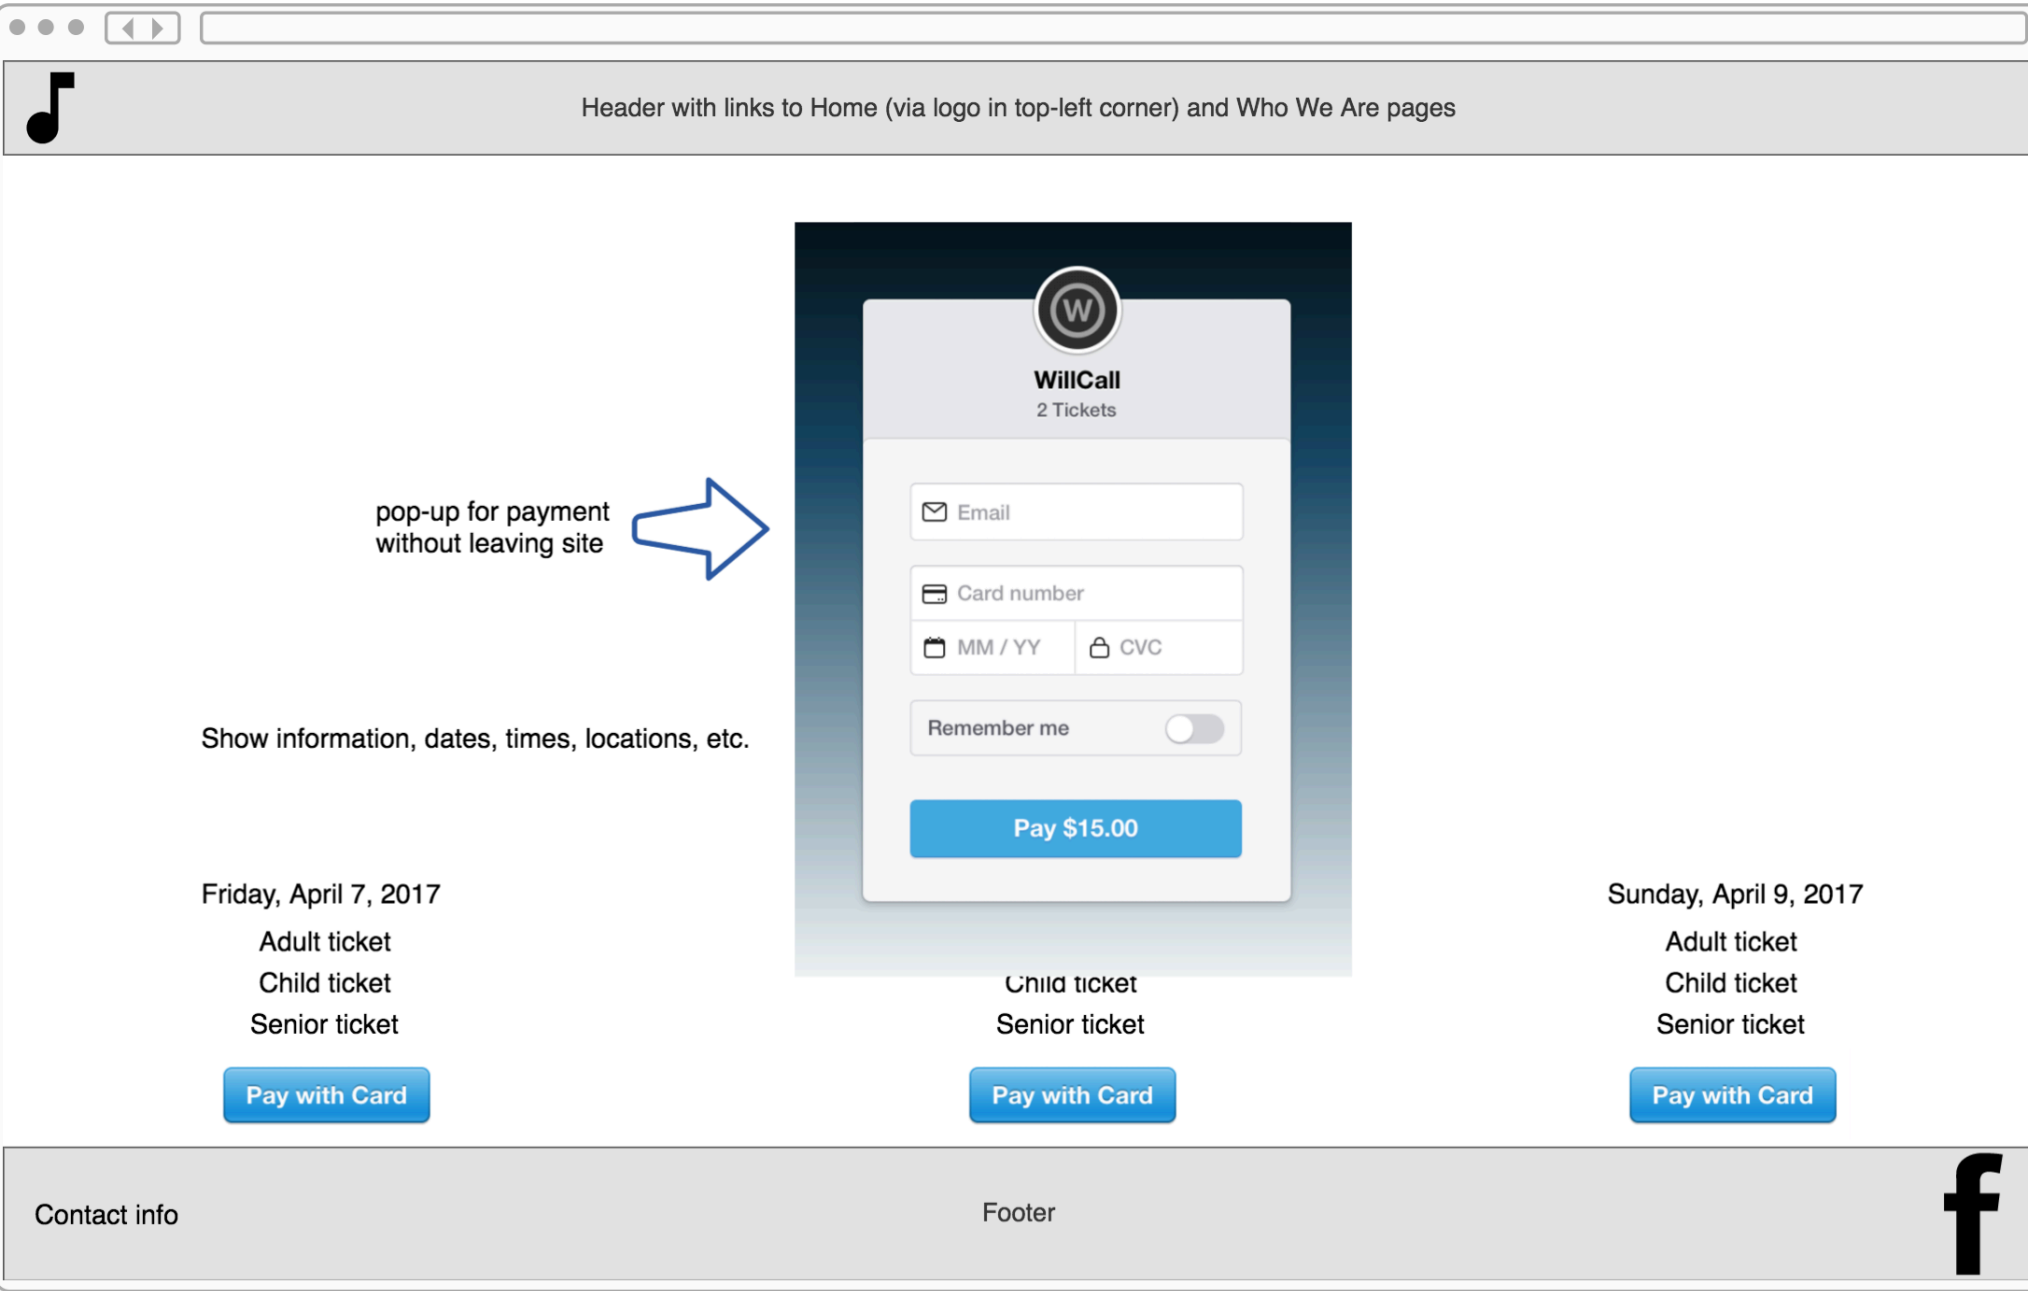 Header with links to Home (via logo in top-left corner) and Who We Are pages
W
WillCall
2 Tickets
pop-up for payment
without leaving site
Email
Card number
MM / YY
CVC
Remember me
Show information, dates, times, locations, etc.
Pay $15.00
Friday, April 7, 2017
Adult ticket
Child ticket
Senior ticket
Pay with Card
Child ticket
Senior ticket
Pay with Card
Sunday, April 9, 2017
Adult ticket
Child ticket
Senior ticket
Pay with Card
Contact info
Footer
f